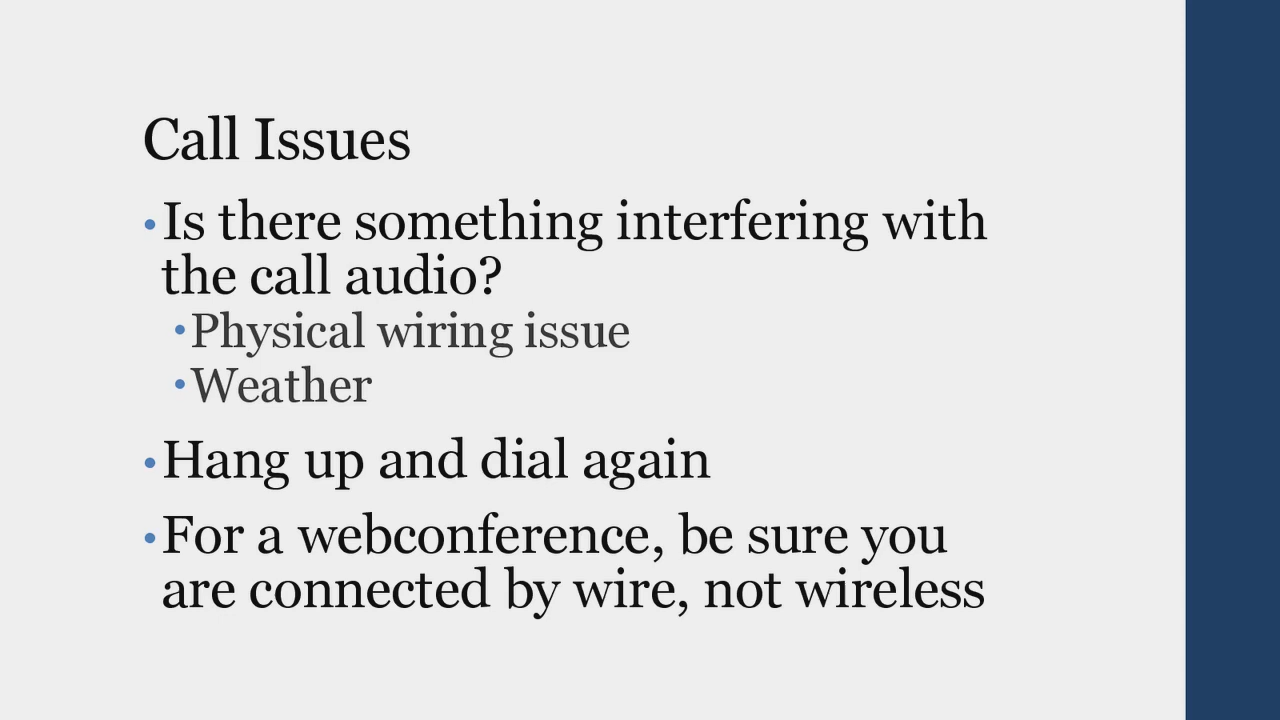 Call Issues
•Is there something interfering with
the call audio?
•Physical wiring issue
•Weather
•Hang up and dial again
•For a webconference, be sure you
are connected by wire, not wireless